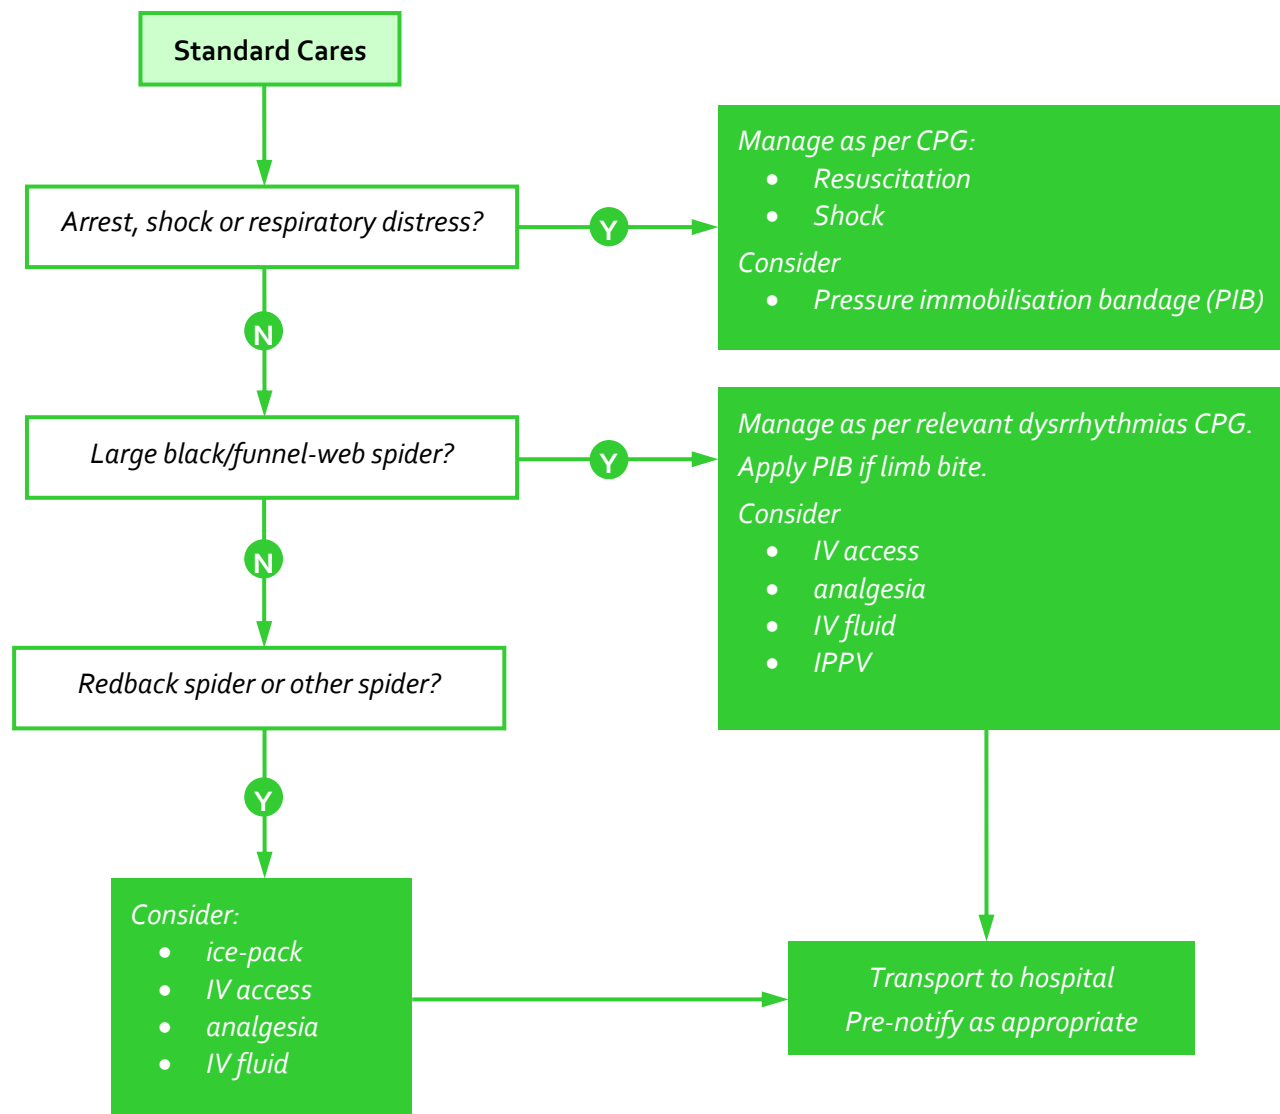 Standard Cares
Arrest, shock or respiratory distress?
Y
Manage as per CPG:
• Resuscitation
• Shock
Consider
• Pressure immobilisation bandage (PIB)
N
Large black/funnel-web spider?
Y
Manage as per relevant dysrrhythmias CPG.
Apply PIB if limb bite.
Consider
• IV access
• analgesia
• IV fluid
• IPPV
N
Redback spider or other spider?
Y
Consider:
• ice-pack
• IV access
• analgesia
• IV fluid
Transport to hospital
Pre-notify as appropriate